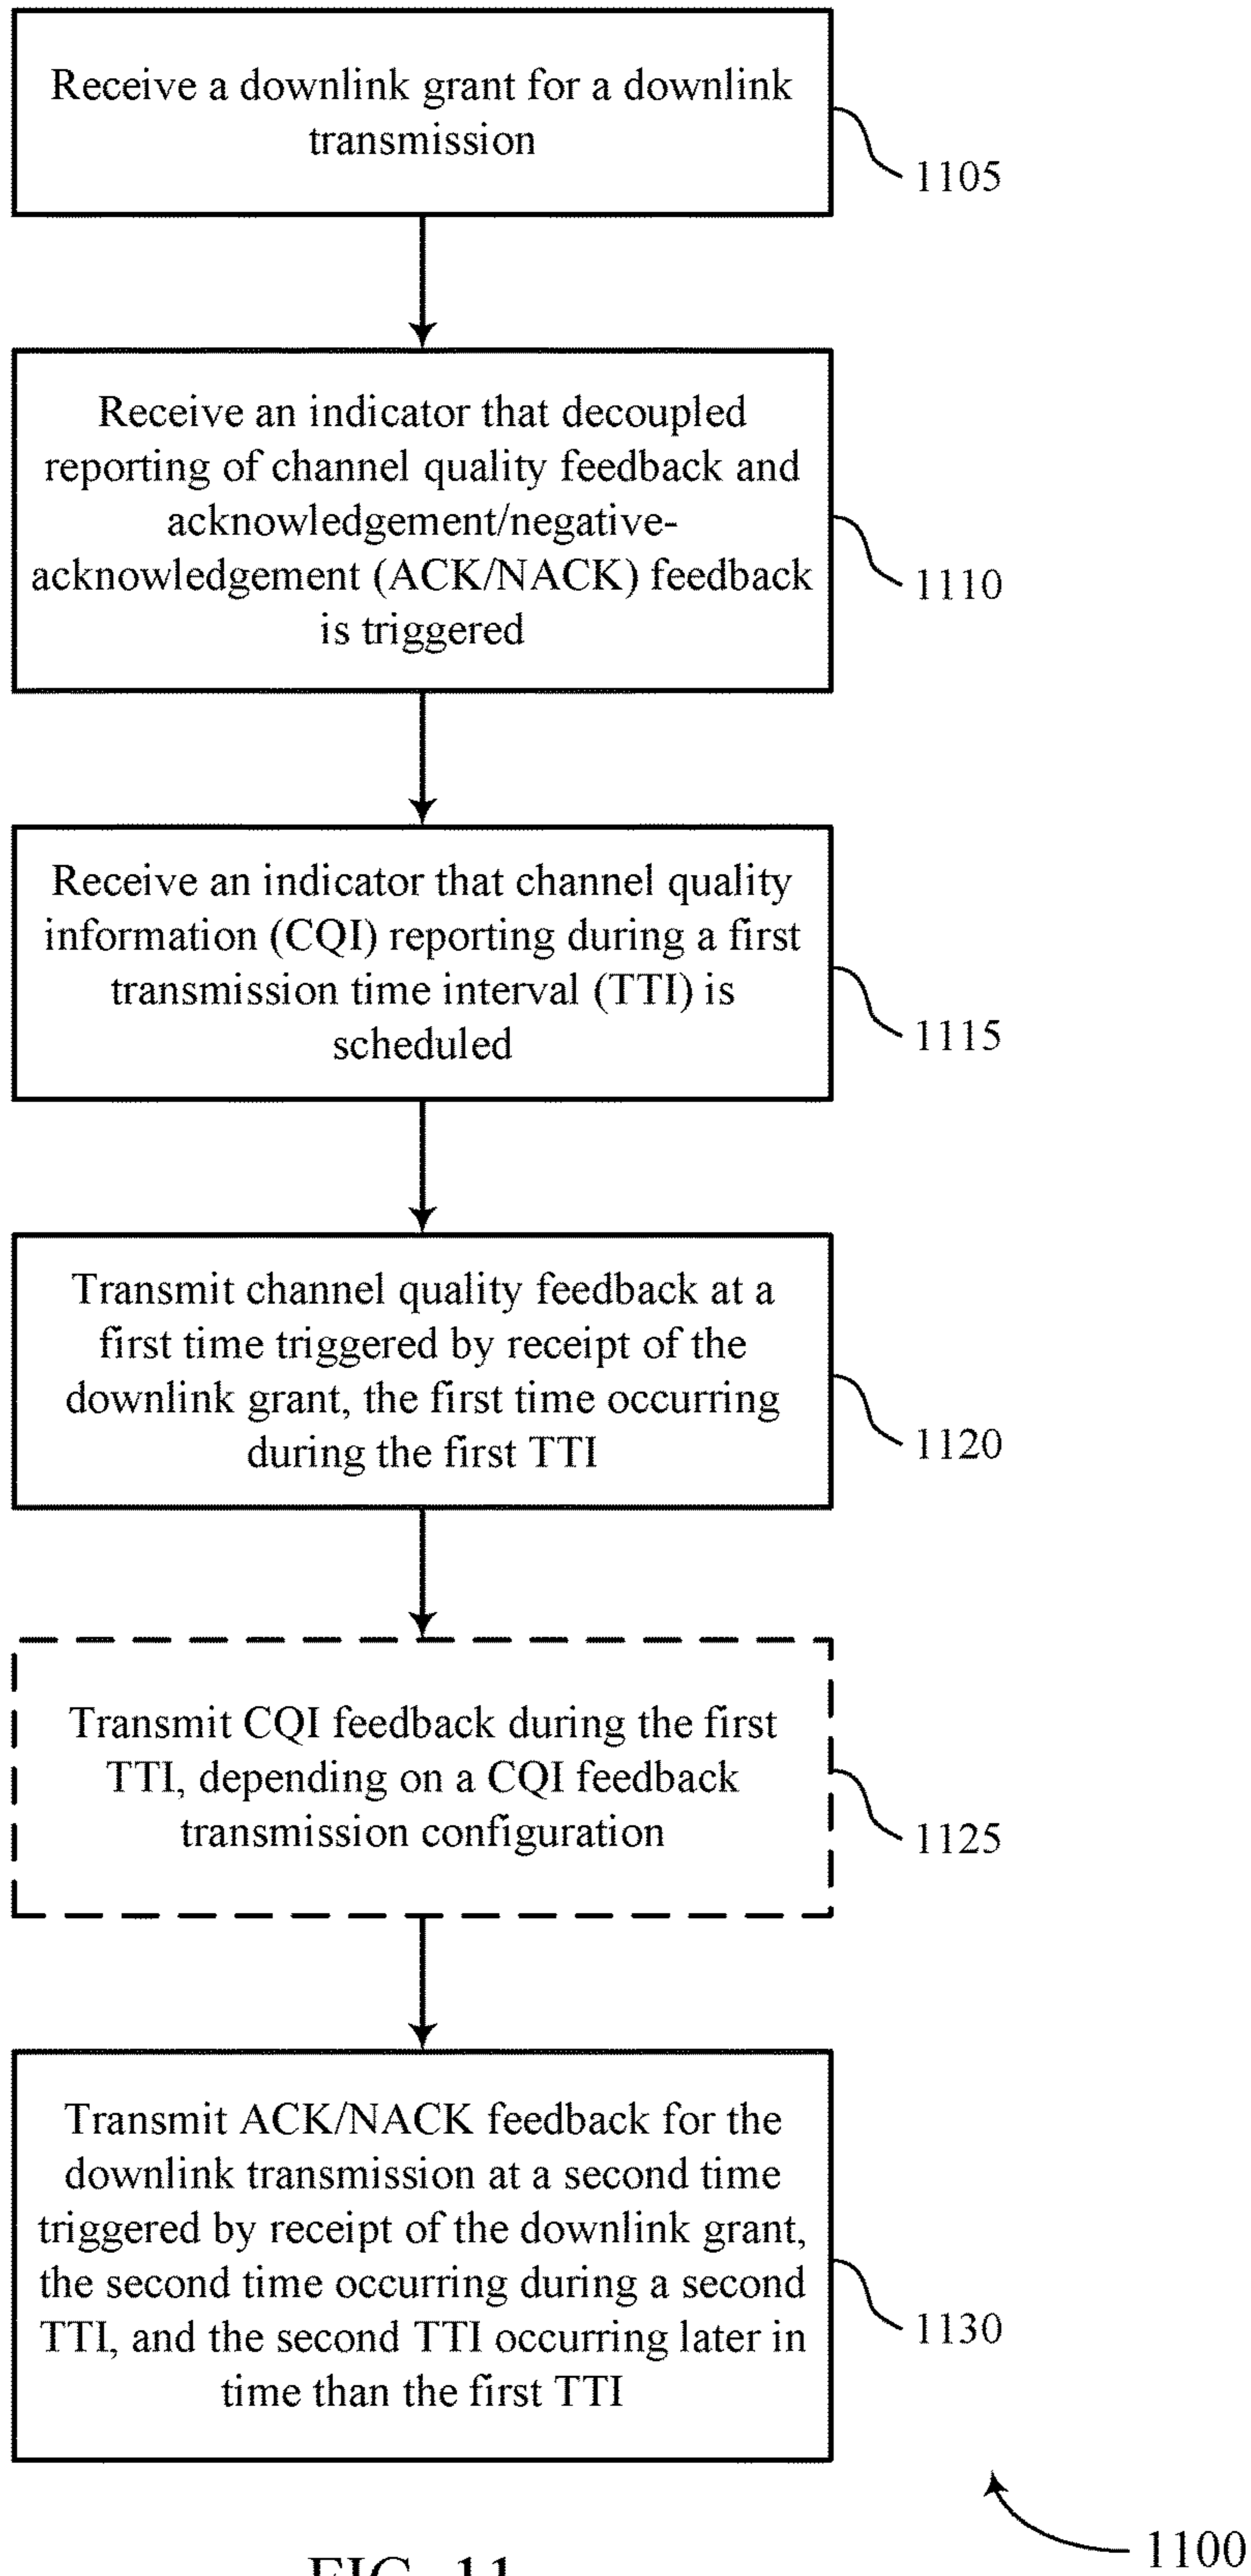 Receive a downlink grant for a downlink
transmission
1105
Receive an indicator that decoupled
reporting of channel quality feedback and
acknowledgement/negative-
acknowledgement (ACK/NACK) feedback
is triggered
1110
Receive an indicator that channel quality
information (CQI) reporting during a first
transmission time interval (TTI) is
scheduled
1115
Transmit channel quality feedback at a
first time triggered by receipt of the
downlink grant, the first time occurring
during the first TTI
1120
Transmit CQI feedback during the first
TTI, depending on a CQI feedback
transmission configuration
1125
Transmit ACK/NACK feedback for the
downlink transmission at a second time
triggered by receipt of the downlink grant,
the second time occurring during a second
TTI, and the second TTI occurring later in
time than the first TTI
1130
1100
FIG. 11